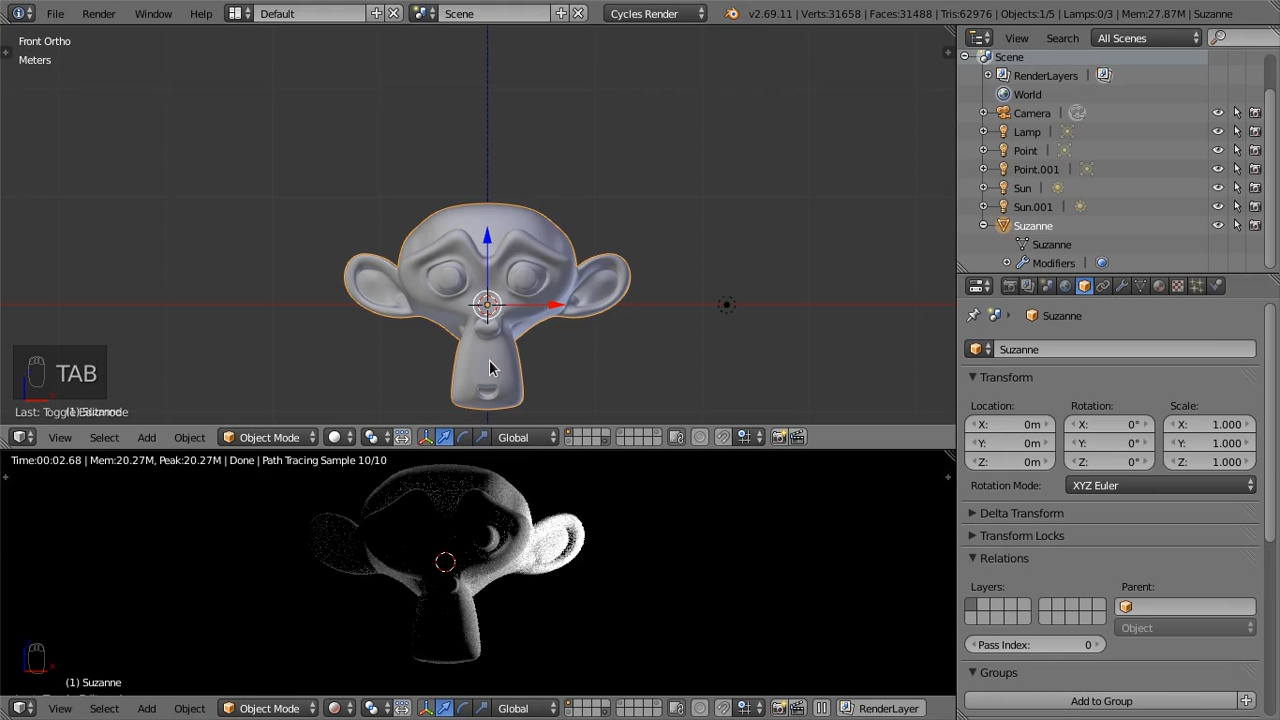 File Render Window Help Default Scene Cycles Render v2.69.11 | Verts:31658 | Faces:31488 | Tris:62976 | Objects:1/5 | Lamps:0/3 | Mem:27.87M | Suzanne
Front Ortho
Meters
TAB
(1) Suzanne
View Select Add Object Object Mode Global
Time:00:02.68 | Mem:20.27M, Peak:20.27M | Done | Path Tracing Sample 10/10
(1) Suzanne
View Select Add Object Object Mode Global RenderLayer
View Search All Scenes
Scene
RenderLayers |
World
Camera |
Lamp |
Point |
Point.001 |
Sun |
Sun.001 |
Suzanne
Suzanne
Modifiers |
Suzanne
Suzanne
Transform
Location: Rotation: Scale:
X: 0m X: 0° X: 1.000
Y: 0m Y: 0° Y: 1.000
Z: 0m Z: 0° Z: 1.000
Rotation Mode: XYZ Euler
Delta Transform
Transform Locks
Relations
Layers: Parent:
Object
Pass Index: 0
Groups
Add to Group